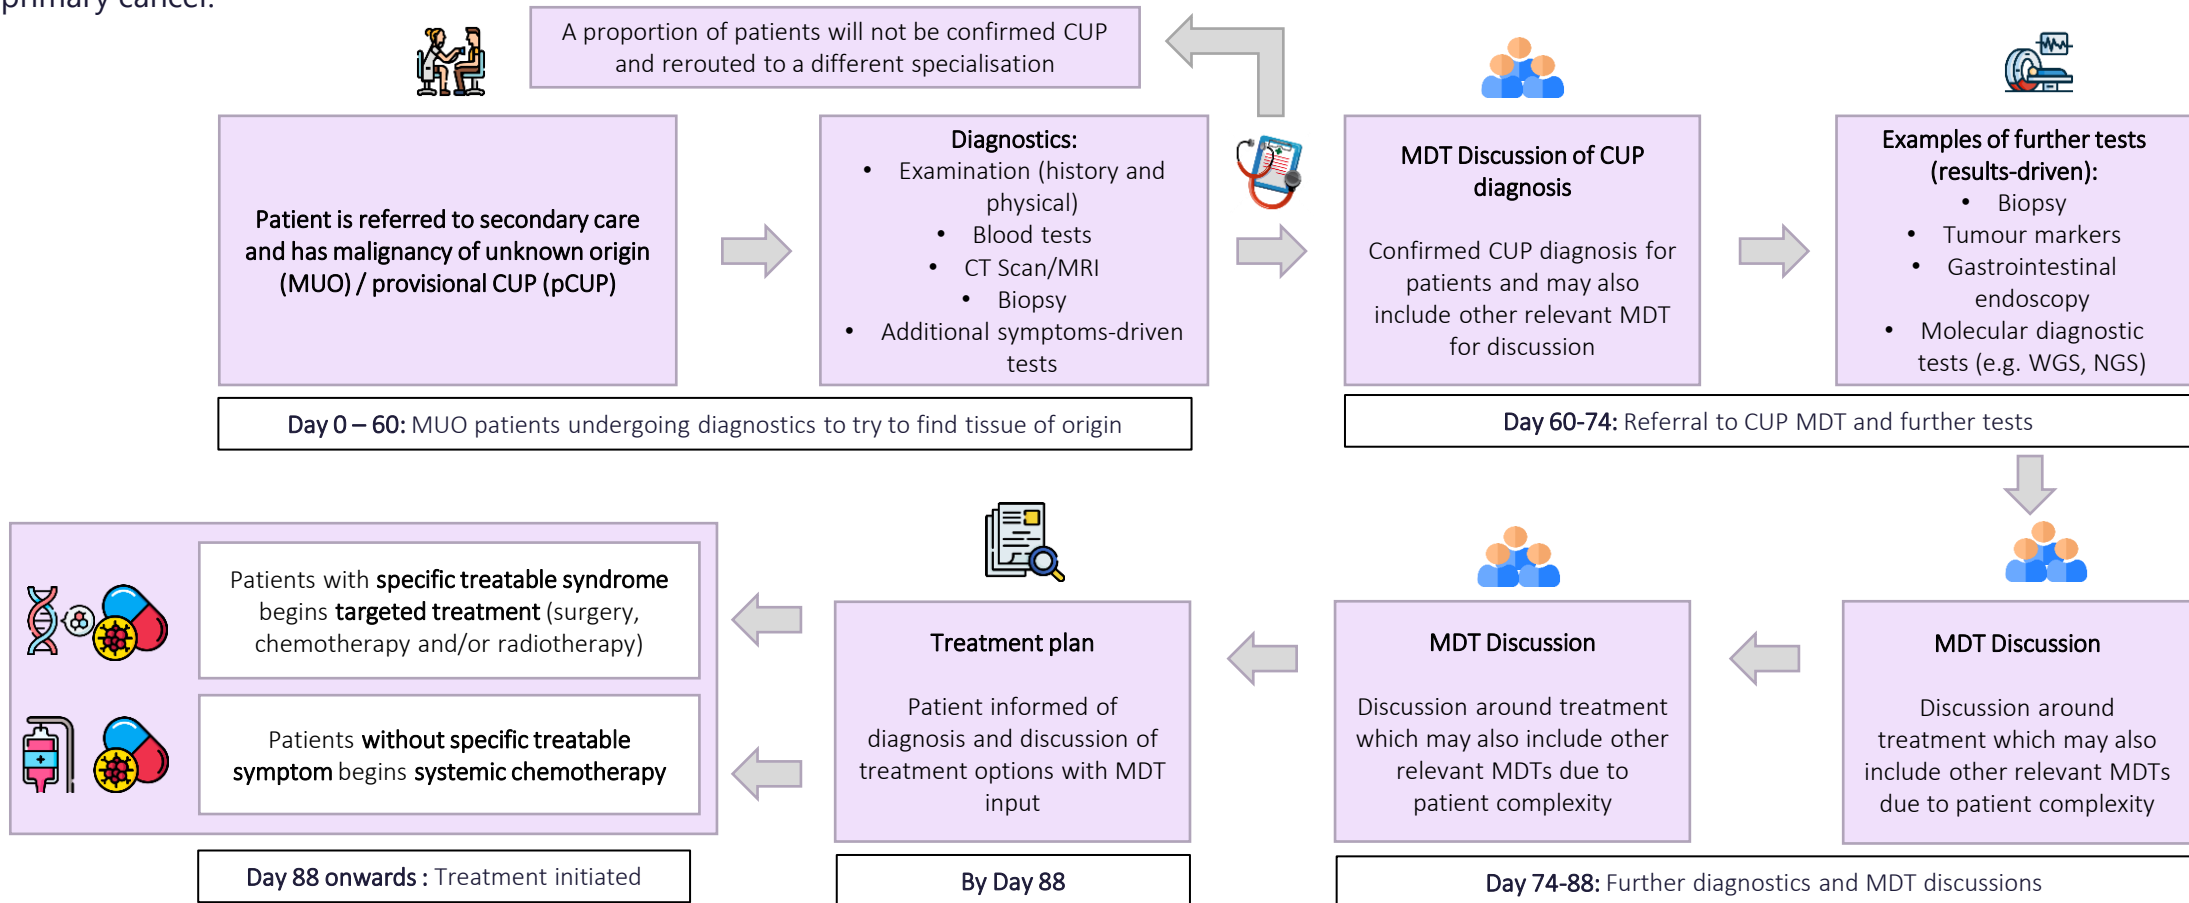 primary cancer.
A proportion of patients will not be confirmed CUP
and rerouted to a different specialisation
Patient is referred to secondary care
and has malignancy of unknown origin
(MUO) / provisional CUP (pCUP)
Diagnostics:
• Examination (history and
physical)
• Blood tests
• CT Scan/MRI
• Biopsy
• Additional symptoms-driven
tests
MDT Discussion of CUP
diagnosis
Confirmed CUP diagnosis for
patients and may also
include other relevant MDT
for discussion
Examples of further tests
(results-driven):
• Biopsy
• Tumour markers
• Gastrointestinal
endoscopy
• Molecular diagnostic
tests (e.g. WGS, NGS)
Day 0 – 60: MUO patients undergoing diagnostics to try to find tissue of origin
Day 60-74: Referral to CUP MDT and further tests
Patients with specific treatable syndrome
begins targeted treatment (surgery,
chemotherapy and/or radiotherapy)
Patients without specific treatable
symptom begins systemic chemotherapy
Treatment plan
Patient informed of
diagnosis and discussion of
treatment options with MDT
input
MDT Discussion
Discussion around treatment
which may also include other
relevant MDTs due to
patient complexity
MDT Discussion
Discussion around
treatment which may also
include other relevant MDTs
due to patient complexity
Day 88 onwards : Treatment initiated
By Day 88
Day 74-88: Further diagnostics and MDT discussions